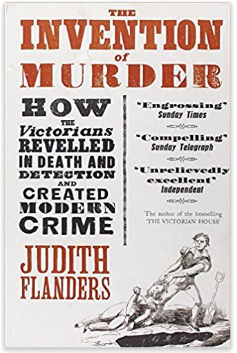 THE
INVENTION
of
MURDER
HOW
THE
Victorians
REVELLED
IN DEATH AND
DETECTION
AND
CREATED
MODERN
CRIME
JUDITH
FLANDERS
'Engrossing'
Sunday Times
'Compelling'
Sunday Telegraph
'Unrelievedly
excellent'
Independent
The author of the bestselling
'THE VICTORIAN HOUSE'